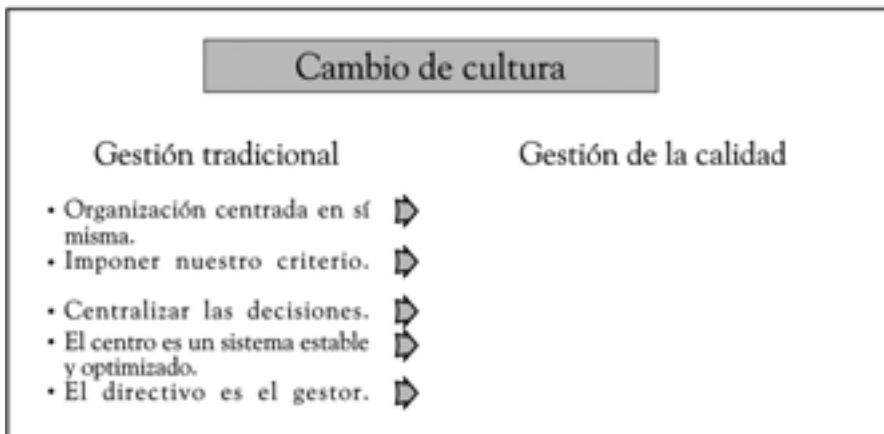 Cambio de cultura
Gestión tradicional
Gestión de la calidad
• Organización centrada en sí
misma.
• Imponer nuestro criterio.
• Centralizar las decisiones.
• El centro es un sistema estable
y optimizado.
• El directivo es el gestor.